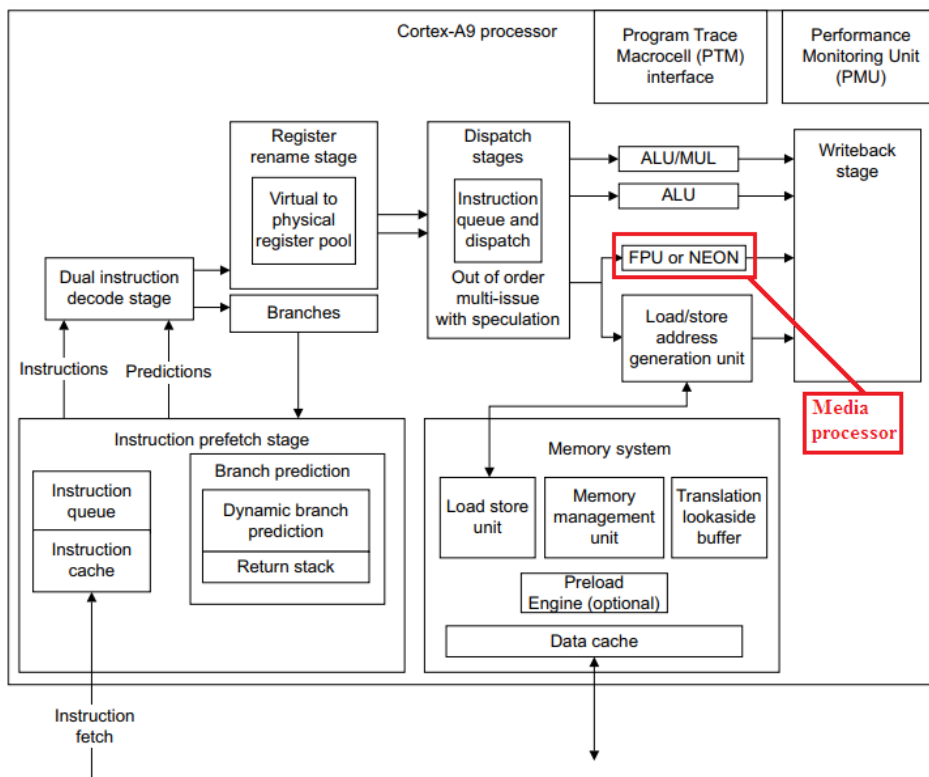 Cortex-A9 processor
Program Trace
Macrocell (PTM)
interface
Performance
Monitoring Unit
(PMU)
Register
rename stage
Virtual to
physical
register pool
Dispatch
stages
Instruction
queue and
dispatch
Out of order
multi-issue
with speculation
ALU/MUL
ALU
FPU or NEON
Load/store
address
generation unit
Writeback
stage
Dual instruction
decode stage
Branches
Instructions
Predictions
Media
processor
Instruction prefetch stage
Instruction
queue
Instruction
cache
Branch prediction
Dynamic branch
prediction
Return stack
Memory system
Load store
unit
Memory
management
unit
Translation
lookaside
buffer
Preload
Engine (optional)
Data cache
Instruction
fetch